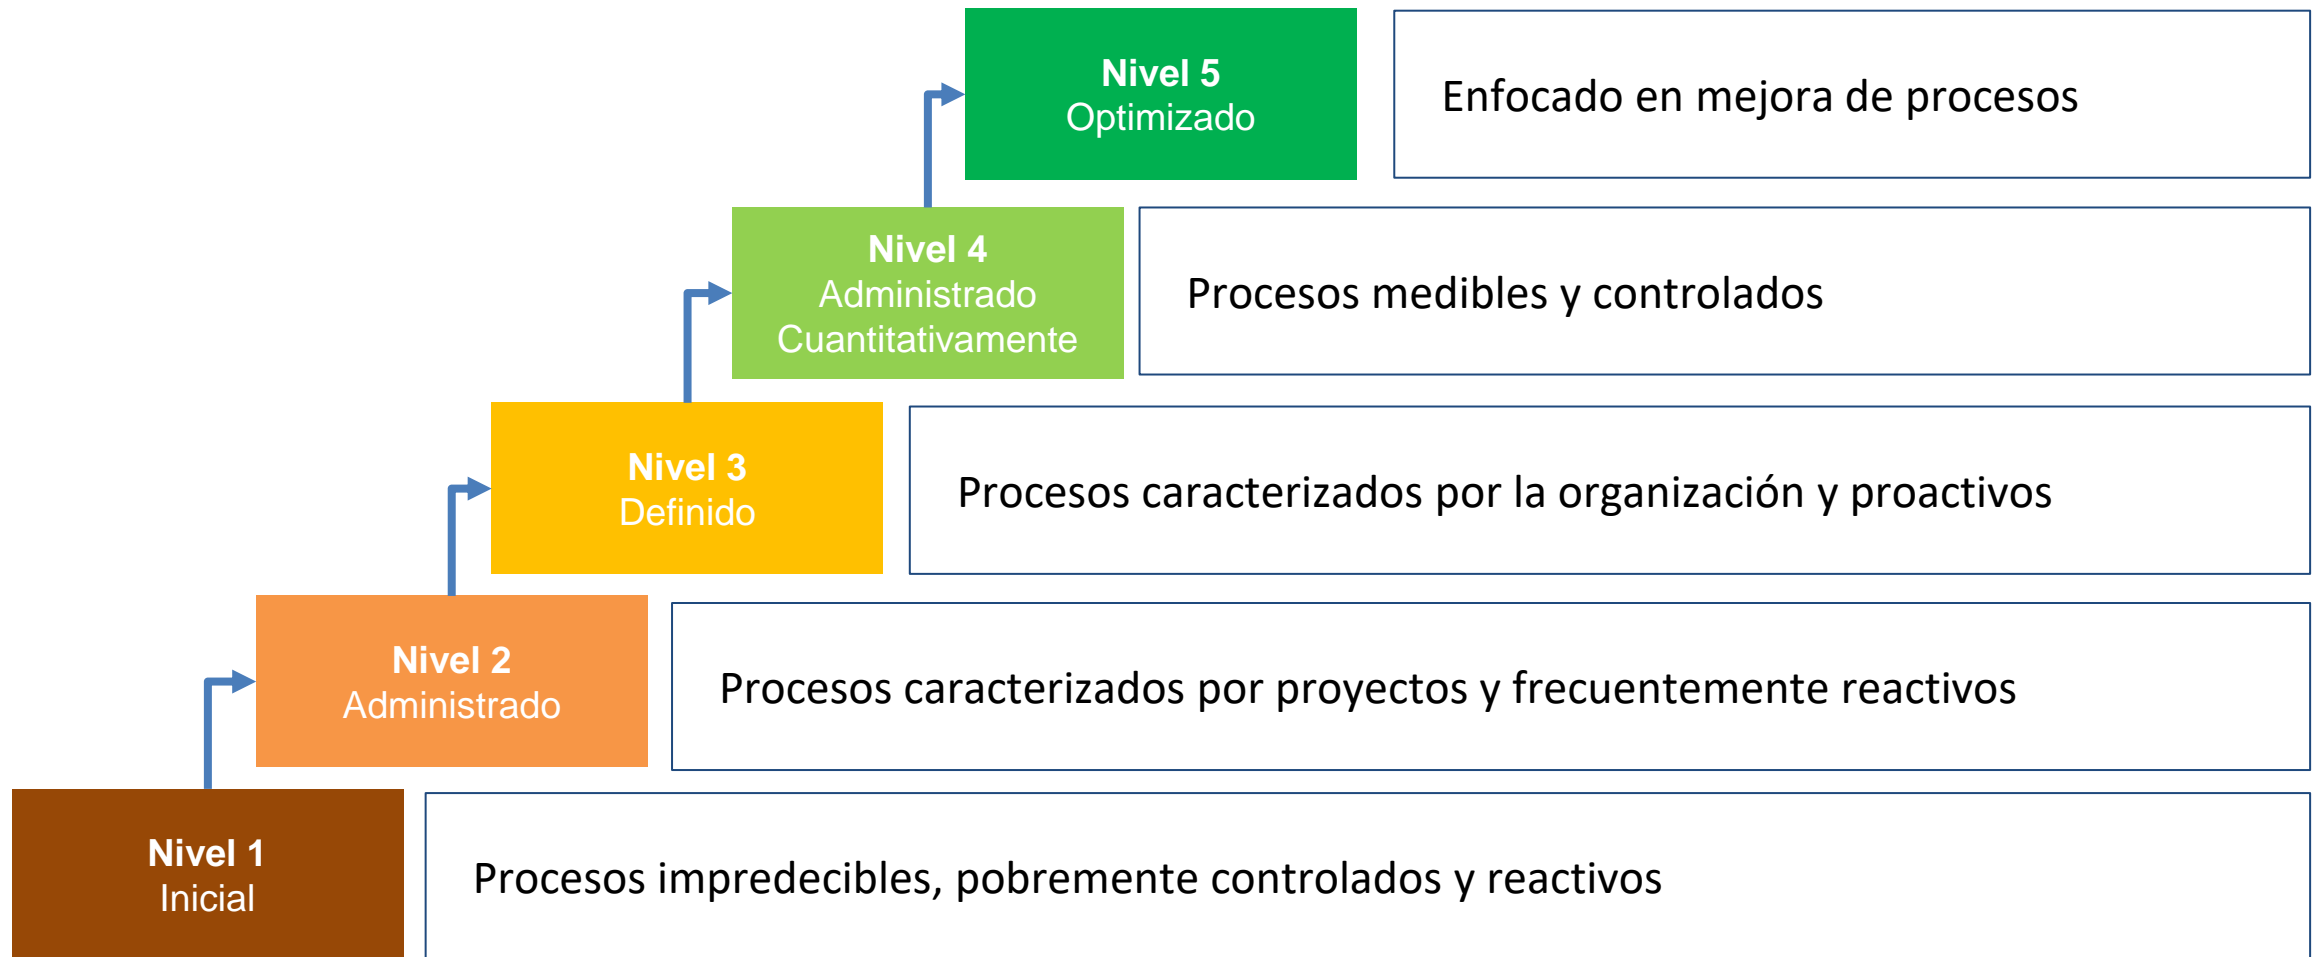 Nivel 5
Optimizado
Enfocado en mejora de procesos
Nivel 4
Administrado
Cuantitativamente
Procesos medibles y controlados
Nivel 3
Definido
Procesos caracterizados por la organización y proactivos
Nivel 2
Administrado
Procesos caracterizados por proyectos y frecuentemente reactivos
Nivel 1
Inicial
Procesos impredecibles, pobremente controlados y reactivos